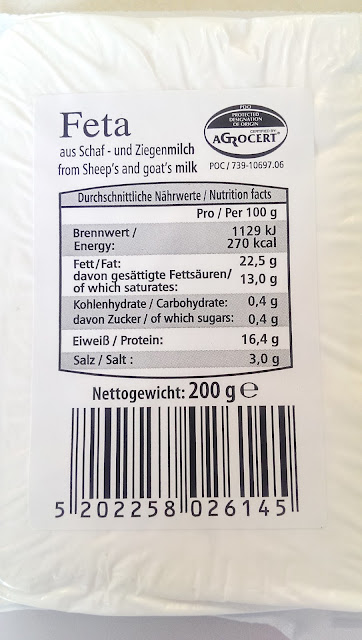 Feta
aus Schaf - und Ziegenmilch
from Sheep's and goat's milk
PDO
PROTECTED
DESIGNATION
OF ORIGIN
CERTIFIED BY
AGROCERT
POC / 739-10697.06
Durchschnittliche Nährwerte / Nutrition facts
Pro / Per 100 g
Brennwert / 1129 kJ
Energy: 270 kcal
Fett/Fat: 22,5 g
davon gesättigte Fettsäuren/
of which saturates: 13,0 g
Kohlenhydrate / Carbohydrate: 0,4 g
davon Zucker / of which sugars: 0,4 g
Eiweiß / Protein: 16,4 g
Salz / Salt : 3,0 g
Nettogewicht: 200 g ℮
5 202258 026145